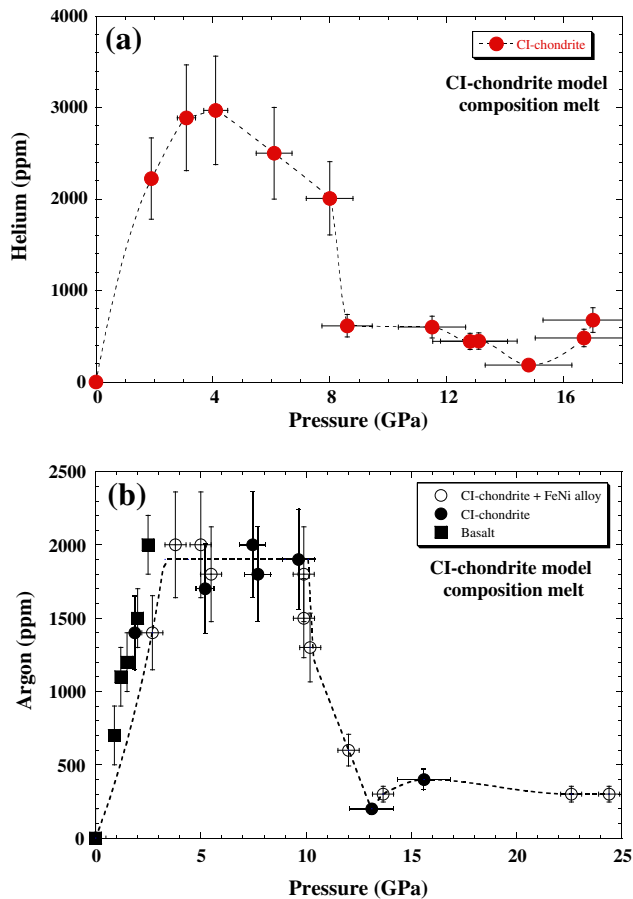 (a)
CI-chondrite
CI-chondrite model
composition melt
4000
3000
2000
1000
0
Helium (ppm)
0 4 8 12 16
Pressure (GPa)
(b)
CI-chondrite + FeNi alloy
CI-chondrite
Basalt
CI-chondrite model
composition melt
2500
2000
1500
1000
500
0
Argon (ppm)
0 5 10 15 20 25
Pressure (GPa)